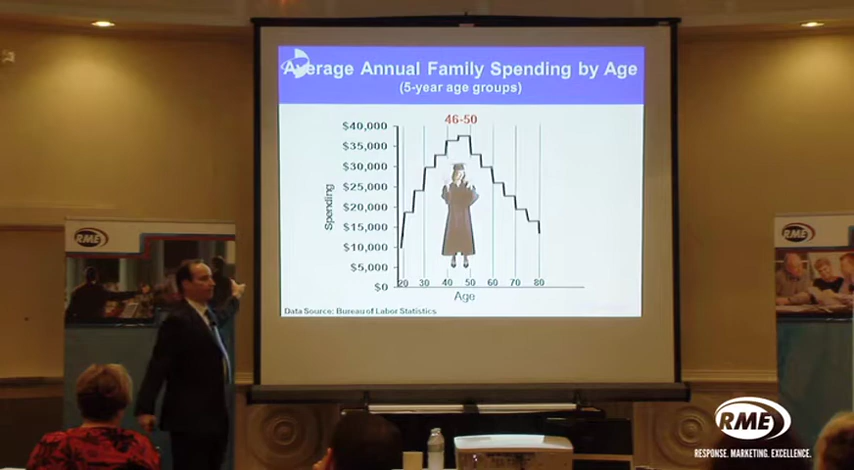 Average Annual Family Spending by Age
(5-year age groups)
46-50
$40,000
$35,000
$30,000
$25,000
$20,000
$15,000
$10,000
$5,000
$0
Spending
20 30 40 50 60 70 80
Age
Data Source: Bureau of Labor Statistics
RME
RME
RME
RESPONSE. MARKETING. EXCELLENCE.